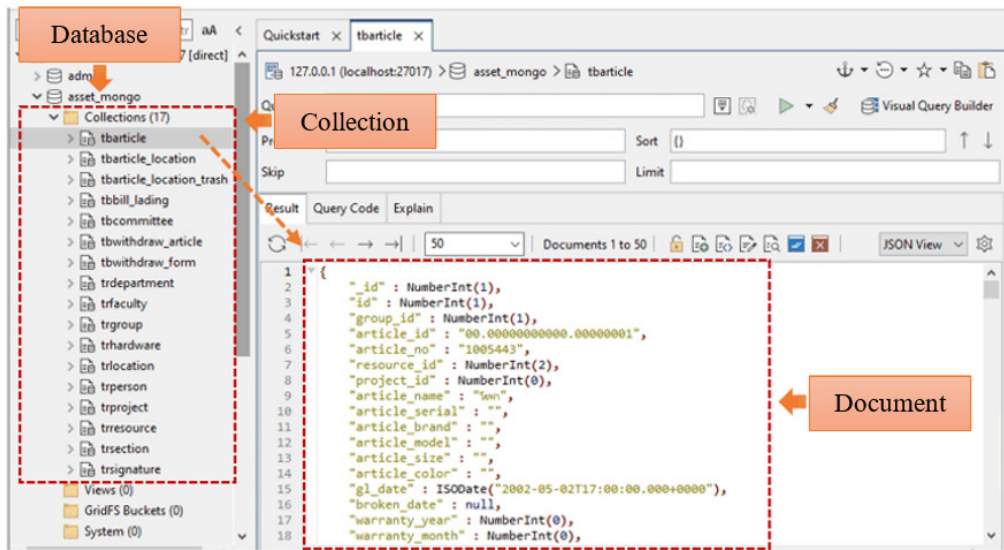 Database
tr aA <
7 [direct]
adm
asset_mongo
Collections (17)
tbarticle
tbarticle_location
tbarticle_location_trash
tbbill_lading
tbcommittee
tbwithdraw_article
tbwithdraw_form
trdepartment
trfaculty
trgroup
trhardware
trlocation
trperson
trproject
trresource
trsection
trsignature
Views (0)
GridFS Buckets (0)
System (0)
Collection
Quickstart
tbarticle
127.0.0.1 (localhost:27017) > asset_mongo > tbarticle
Qu
Visual Query Builder
Pr
Sort {}
Skip
Limit
Result Query Code Explain
50
Documents 1 to 50
JSON View
1 {
2 "_id" : NumberInt(1),
3 "id" : NumberInt(1),
4 "group_id" : NumberInt(1),
5 "article_id" : "00.00000000000.00000001",
6 "article_no" : "1005443",
7 "resource_id" : NumberInt(2),
8 "project_id" : NumberInt(0),
9 "article_name" :
10 "article_serial" : "",
11 "article_brand" : "",
12 "article_model" : "",
13 "article_size" : "",
14 "article_color" : "",
15 "gl_date" : ISODate("2002-05-02T17:00:00.000+0000"),
16 "broken_date" : null,
17 "warranty_year" : NumberInt(0),
18 "warranty_month" : NumberInt(0),
Document